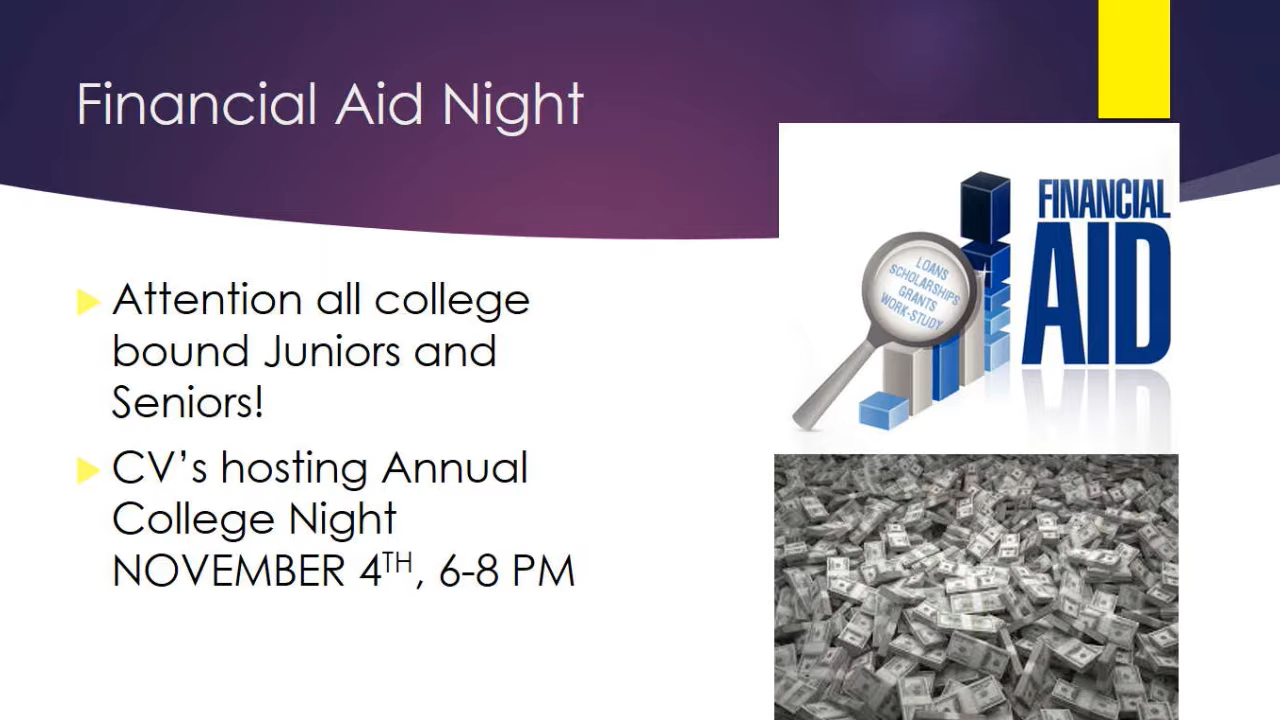 Financial Aid Night
Attention all college
bound Juniors and
Seniors!
CV's hosting Annual
College Night
NOVEMBER 4TH, 6-8 PM
FINANCIAL
AID
LOANS
SCHOLARSHIPS
GRANTS
WORK-STUDY